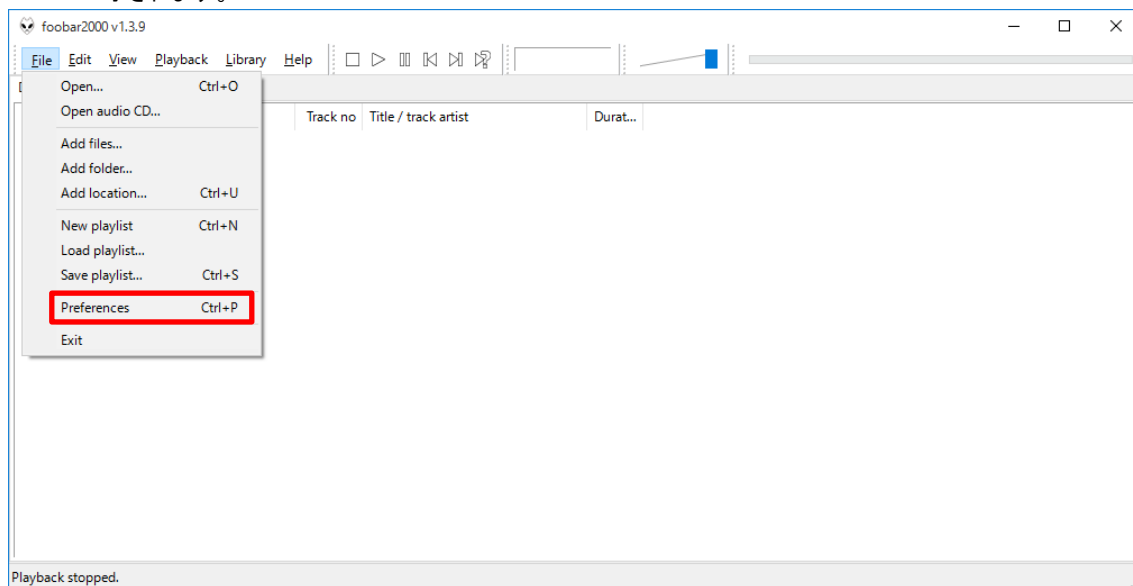 foobar2000 v1.3.9
File Edit View Playback Library Help
Open... Ctrl+O
Open audio CD...
Track no Title / track artist Durat...
Add files...
Add folder...
Add location... Ctrl+U
New playlist Ctrl+N
Load playlist...
Save playlist... Ctrl+S
Preferences Ctrl+P
Exit
Playback stopped.